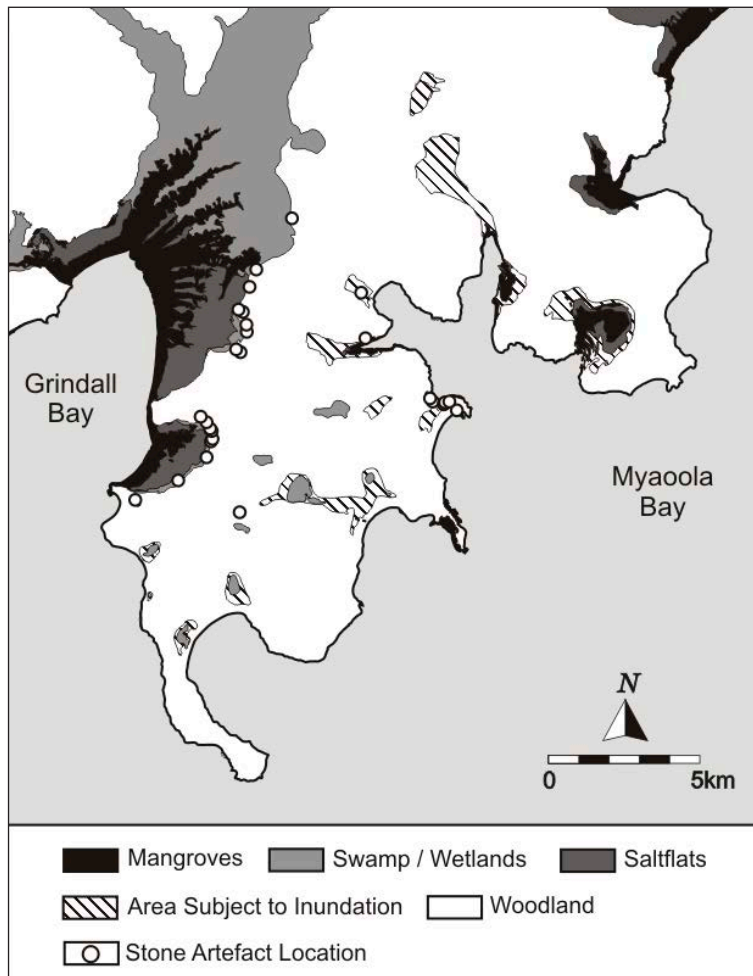 Grindall
Bay
Myaoola
Bay
N
0 5km
Mangroves Swamp / Wetlands Saltflats
Area Subject to Inundation Woodland
Stone Artefact Location